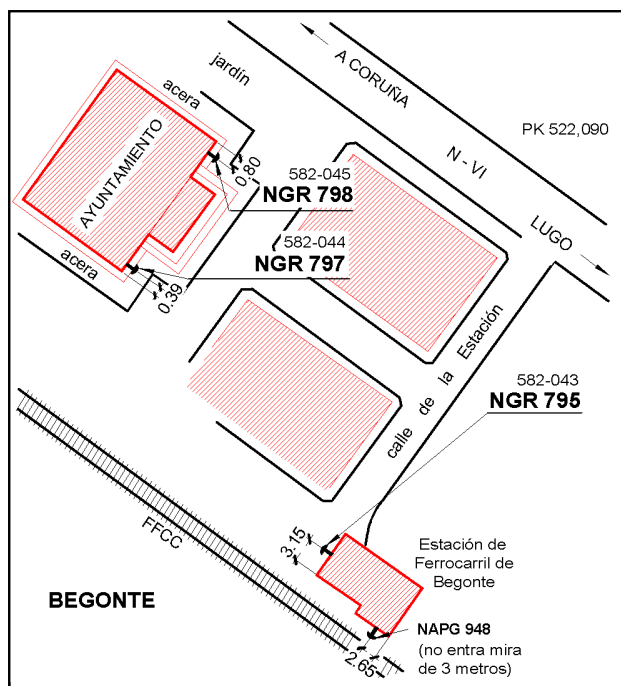 A CORUÑA
jardín
acera
PK 522,090
N - VI
AYUNTAMIENTO
0.80
582-045
NGR 798
LUGO
582-044
NGR 797
acera
0.39
calle de la Estación
582-043
NGR 795
FFCC
3.15
Estación de
Ferrocarril de
Begonte
BEGONTE
NAPG 948
(no entra mira
de 3 metros)
2.65